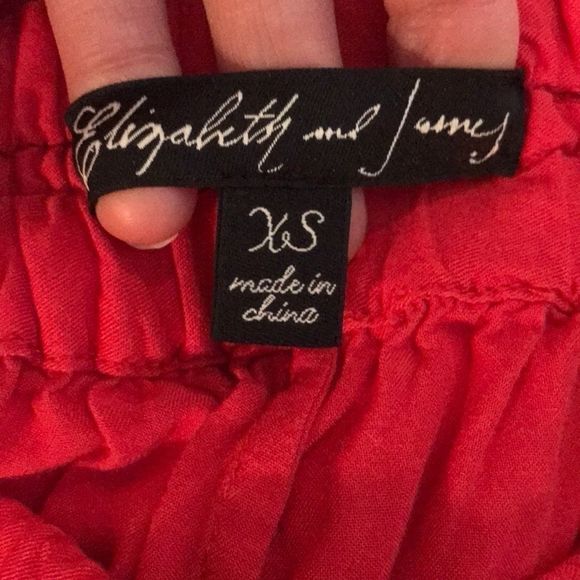 Elizabeth and James
XS
made in
china